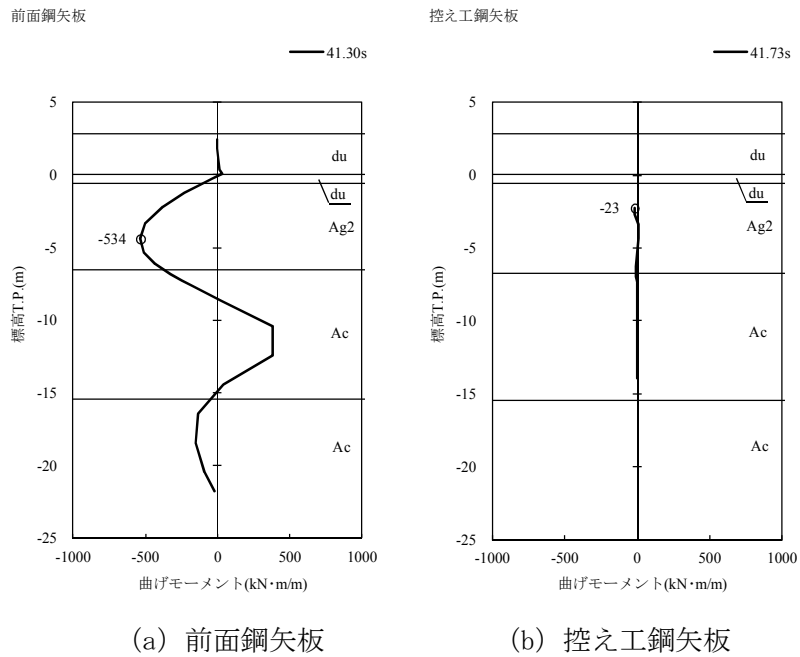 前面鋼矢板
41.30s
5
0
-5
-10
-15
-20
-25
標高T.P.(m)
du
du
Ag2
Ac
Ac
-534
-1000 -500 0 500 1000
曲げモーメント(kN･m/m)
(a) 前面鋼矢板
控え工鋼矢板
41.73s
5
0
-5
-10
-15
-20
-25
標高T.P.(m)
du
du
Ag2
Ac
Ac
-23
-1000 -500 0 500 1000
曲げモーメント(kN･m/m)
(b) 控え工鋼矢板